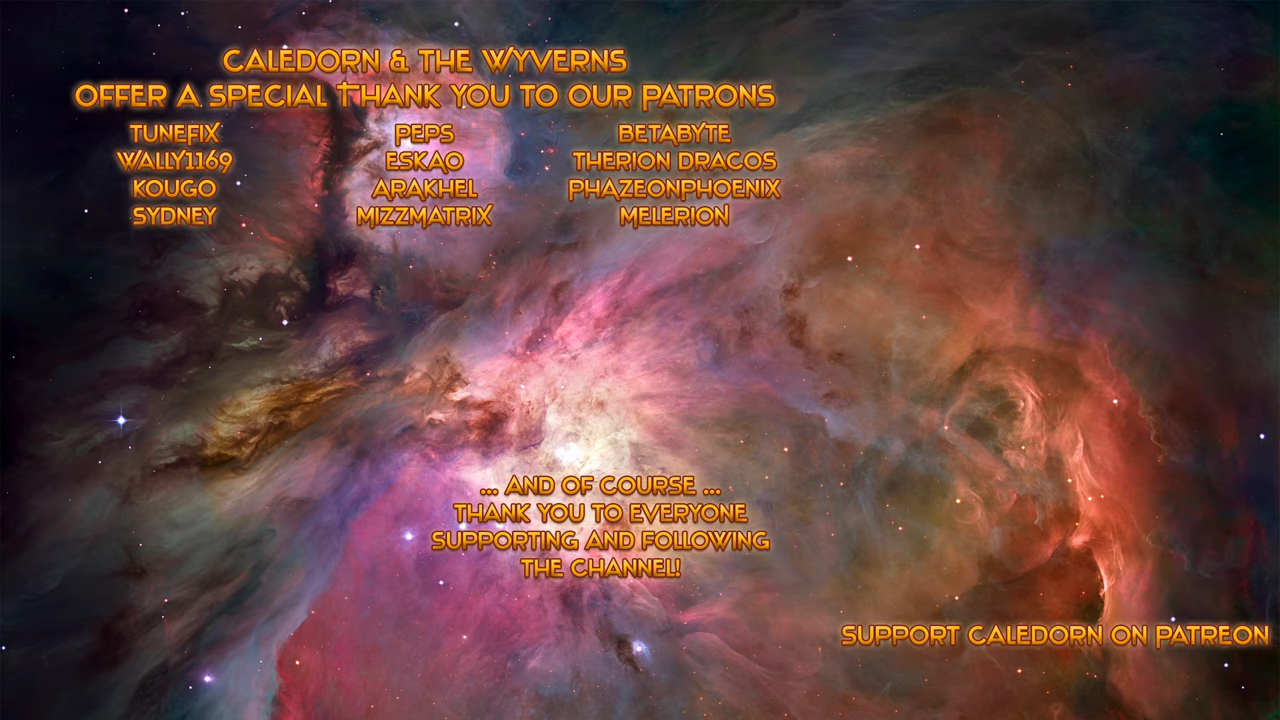 CALEDORN & THE WYVERNS
OFFER A SPECIAL THANK YOU TO OUR PATRONS
TUNEFIX PEPS BETABYTE
WALLY1169 ESKAO THERION DRACOS
KOUGO ARAKHEL PHAZEONPHOENIX
SYDNEY MIZZMATRIX MELERION
... AND OF COURSE ...
THANK YOU TO EVERYONE
SUPPORTING AND FOLLOWING
THE CHANNEL!
SUPPORT CALEDORN ON PATREON